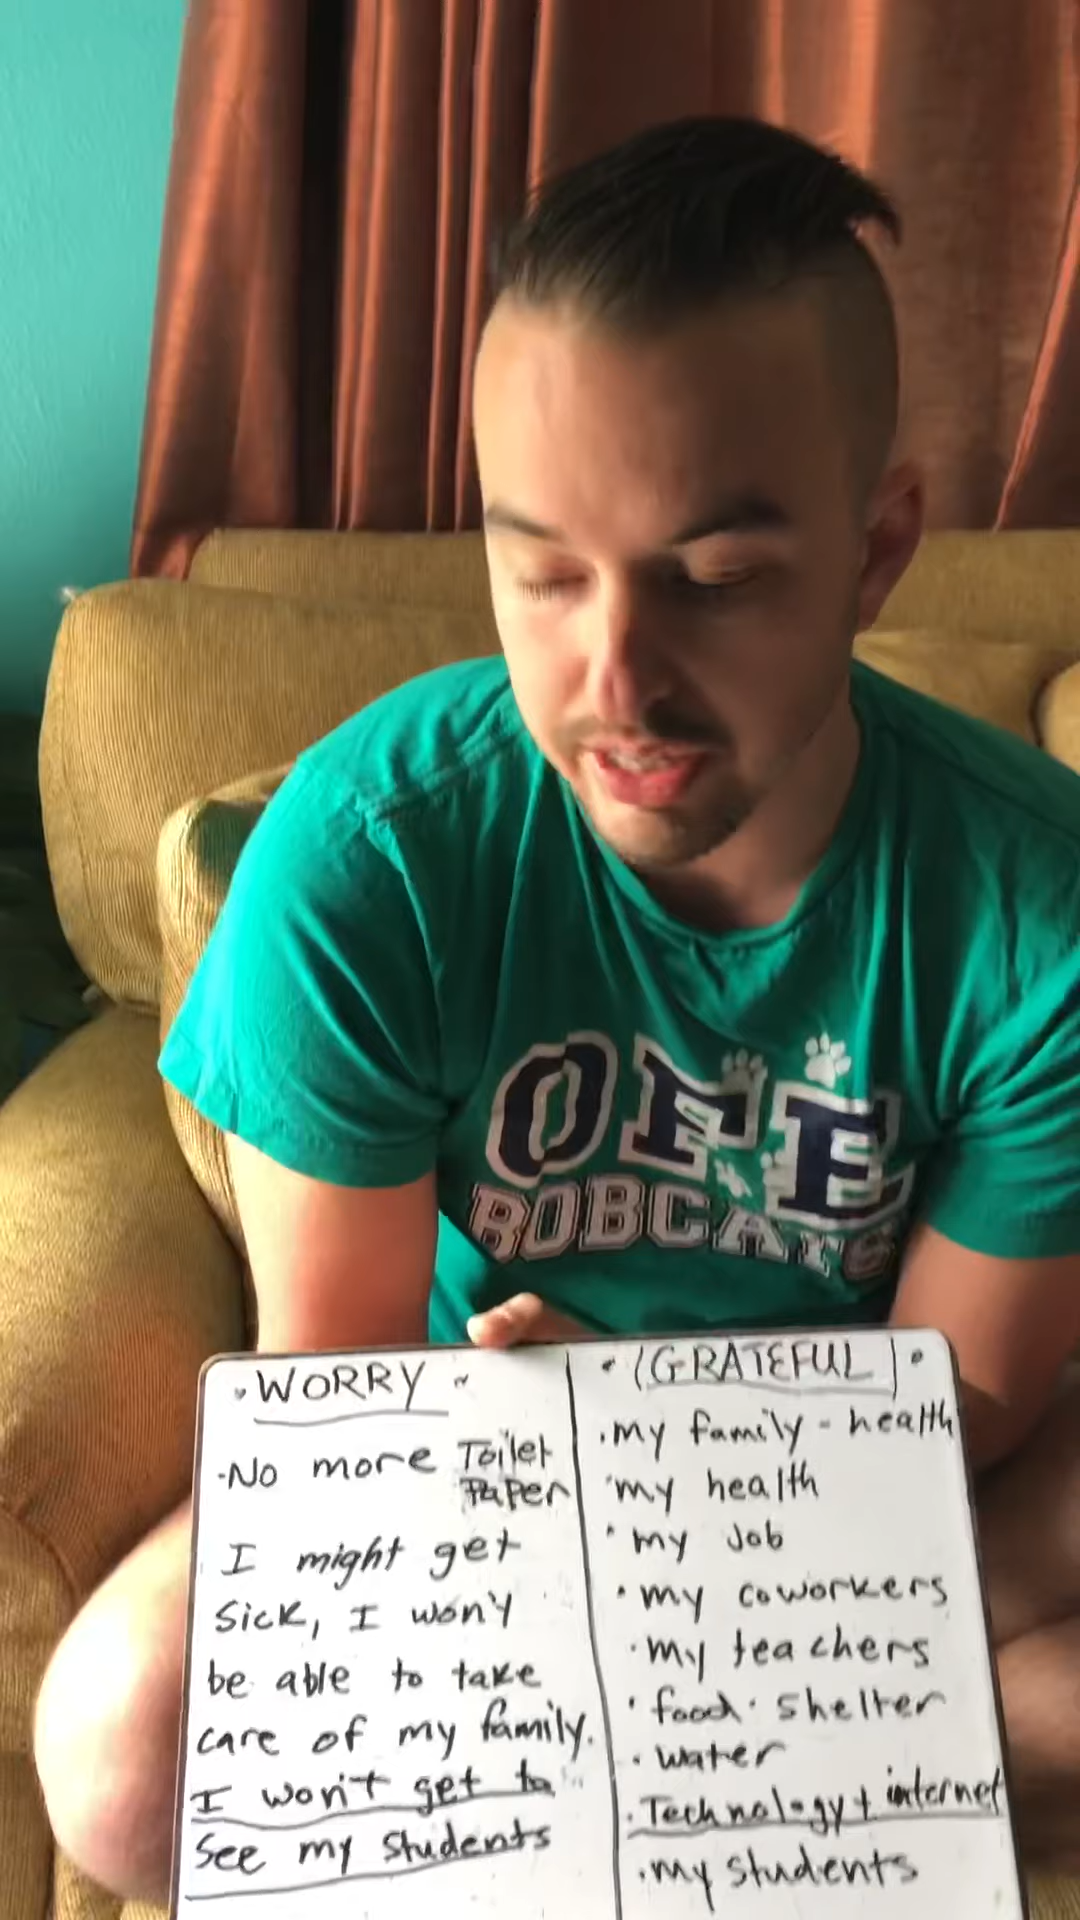 OFE
BOBCATS
WORRY
No more Toilet
Paper
I might get
Sick, I won'y
be able to take
care of my family.
I won't get to
See my Students
(GRATEFUL)
my family - health
my health
my Job
my coworkers
my teachers
food. shelter
water
Technology + internet
my students